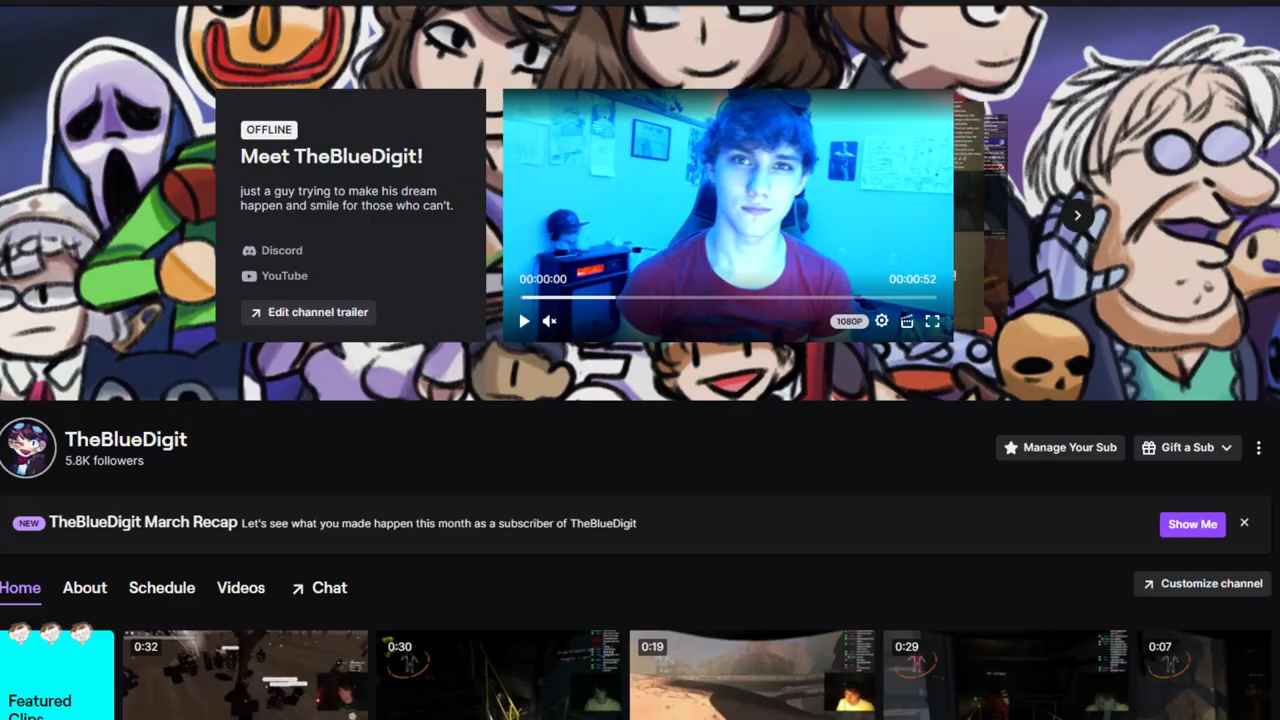 OFFLINE
Meet TheBlueDigit!
just a guy trying to make his dream
happen and smile for those who can't.
Discord
YouTube
Edit channel trailer
00:00:00
00:00:52
1080P
TheBlueDigit
5.8K followers
Manage Your Sub
Gift a Sub
NEW TheBlueDigit March Recap Let's see what you made happen this month as a subscriber of TheBlueDigit
Show Me
Home About Schedule Videos Chat
Customize channel
0:32
0:30
0:19
0:29
0:07
Featured
Clips